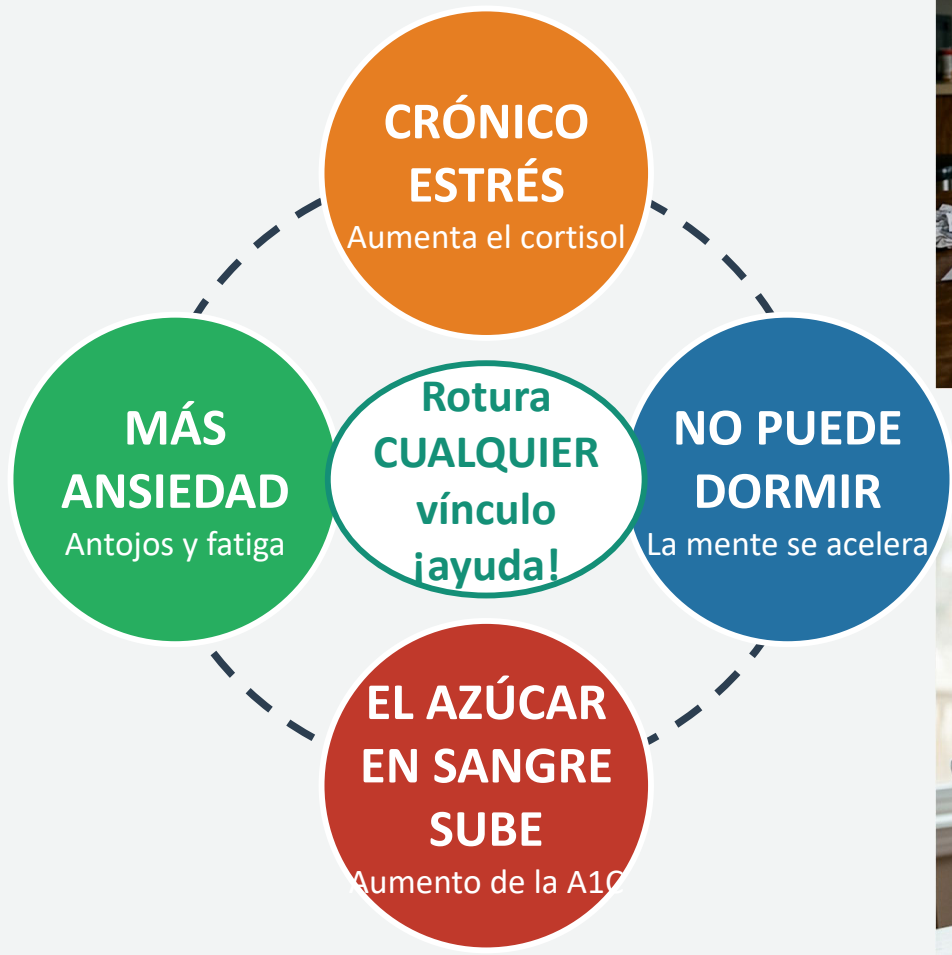 CRÓNICO
ESTRÉS
Aumenta el cortisol
MÁS
ANSIEDAD
Antojos y fatiga
Rotura
CUALQUIER
vínculo
¡ayuda!
NO PUEDE
DORMIR
La mente se acelera
EL AZÚCAR
EN SANGRE
SUBE
Aumento de la A1C